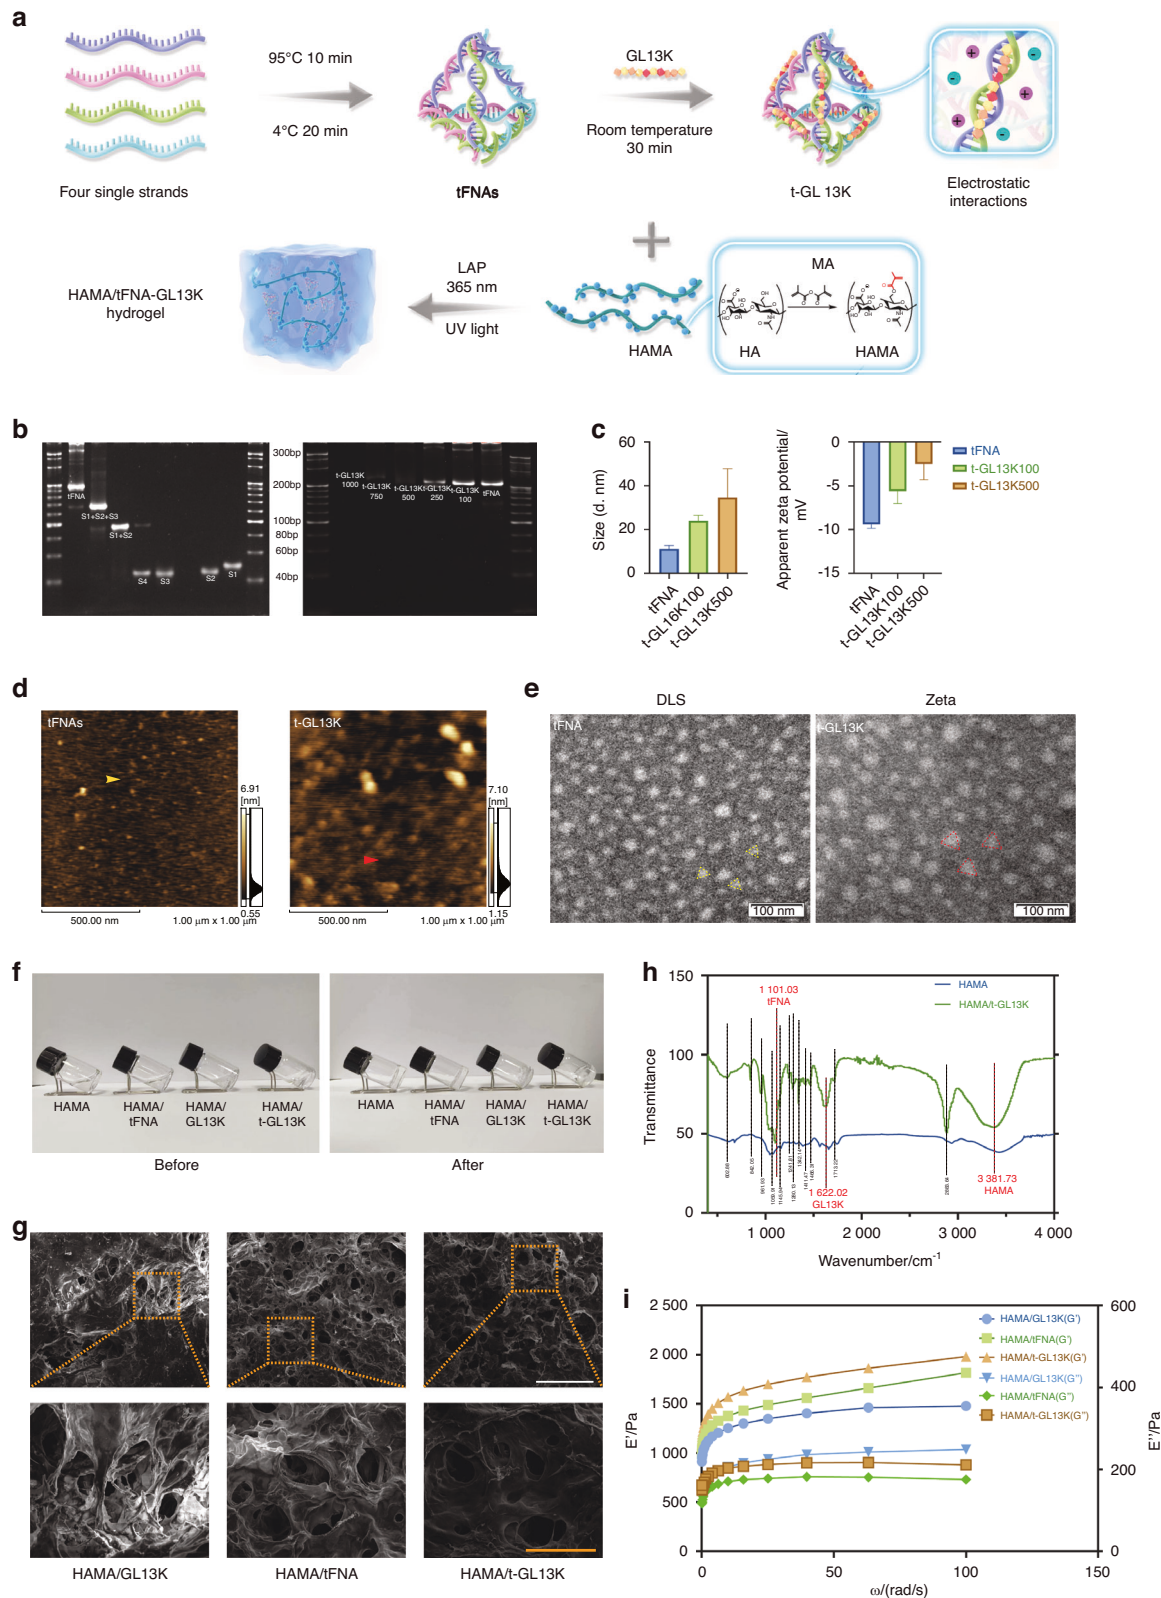 a
95°C 10 min
4°C 20 min
GL13K
Room temperature
30 min
Four single strands
tFNAs
t-GL 13K
Electrostatic
interactions
HAMA/tFNA-GL13K
hydrogel
LAP
365 nm
UV light
HAMA
MA
HA
HAMA
b
tFNA
S1+S2+S3
S1+S2
S4
S3
S2
S1
300bp
200bp
100bp
80bp
60bp
40bp
t-GL13K
1000
t-GL13K
750
t-GL13K
500
t-GL13K
250
t-GL13K
100
tFNA
c
Size (d. nm)
60
40
20
0
tFNA
t-GL16K100
t-GL13K500
Apparent zeta potential/
mV
0
-5
-10
-15
tFNA
t-GL13K100
t-GL13K500
tFNA
t-GL13K100
t-GL13K500
d
tFNAs
6.91
[nm]
0.55
500.00 nm
1.00 μm x 1.00 μm
t-GL13K
7.10
[nm]
1.15
500.00 nm
1.00 μm x 1.00 μm
e
DLS
Zeta
tFNA
100 nm
t-GL13K
100 nm
f
HAMA
HAMA/
tFNA
HAMA/
GL13K
HAMA/
t-GL13K
Before
HAMA
HAMA/
tFNA
HAMA/
GL13K
HAMA/
t-GL13K
After
g
HAMA/GL13K
HAMA/tFNA
HAMA/t-GL13K
h
Transmittance
150
100
50
0
1 101.03
tFNA
HAMA
HAMA/t-GL13K
1 622.02
GL13K
3 381.73
HAMA
1 000
2 000
3 000
4 000
Wavenumber/cm-1
i
E'/Pa
2 500
2 000
1 500
1 000
500
0
HAMA/GL13K(G')
HAMA/tFNA(G')
HAMA/t-GL13K(G')
HAMA/GL13K(G'')
HAMA/tFNA(G'')
HAMA/t-GL13K(G'')
600
400
200
0
E''/Pa
0
50
100
150
ω/(rad/s)